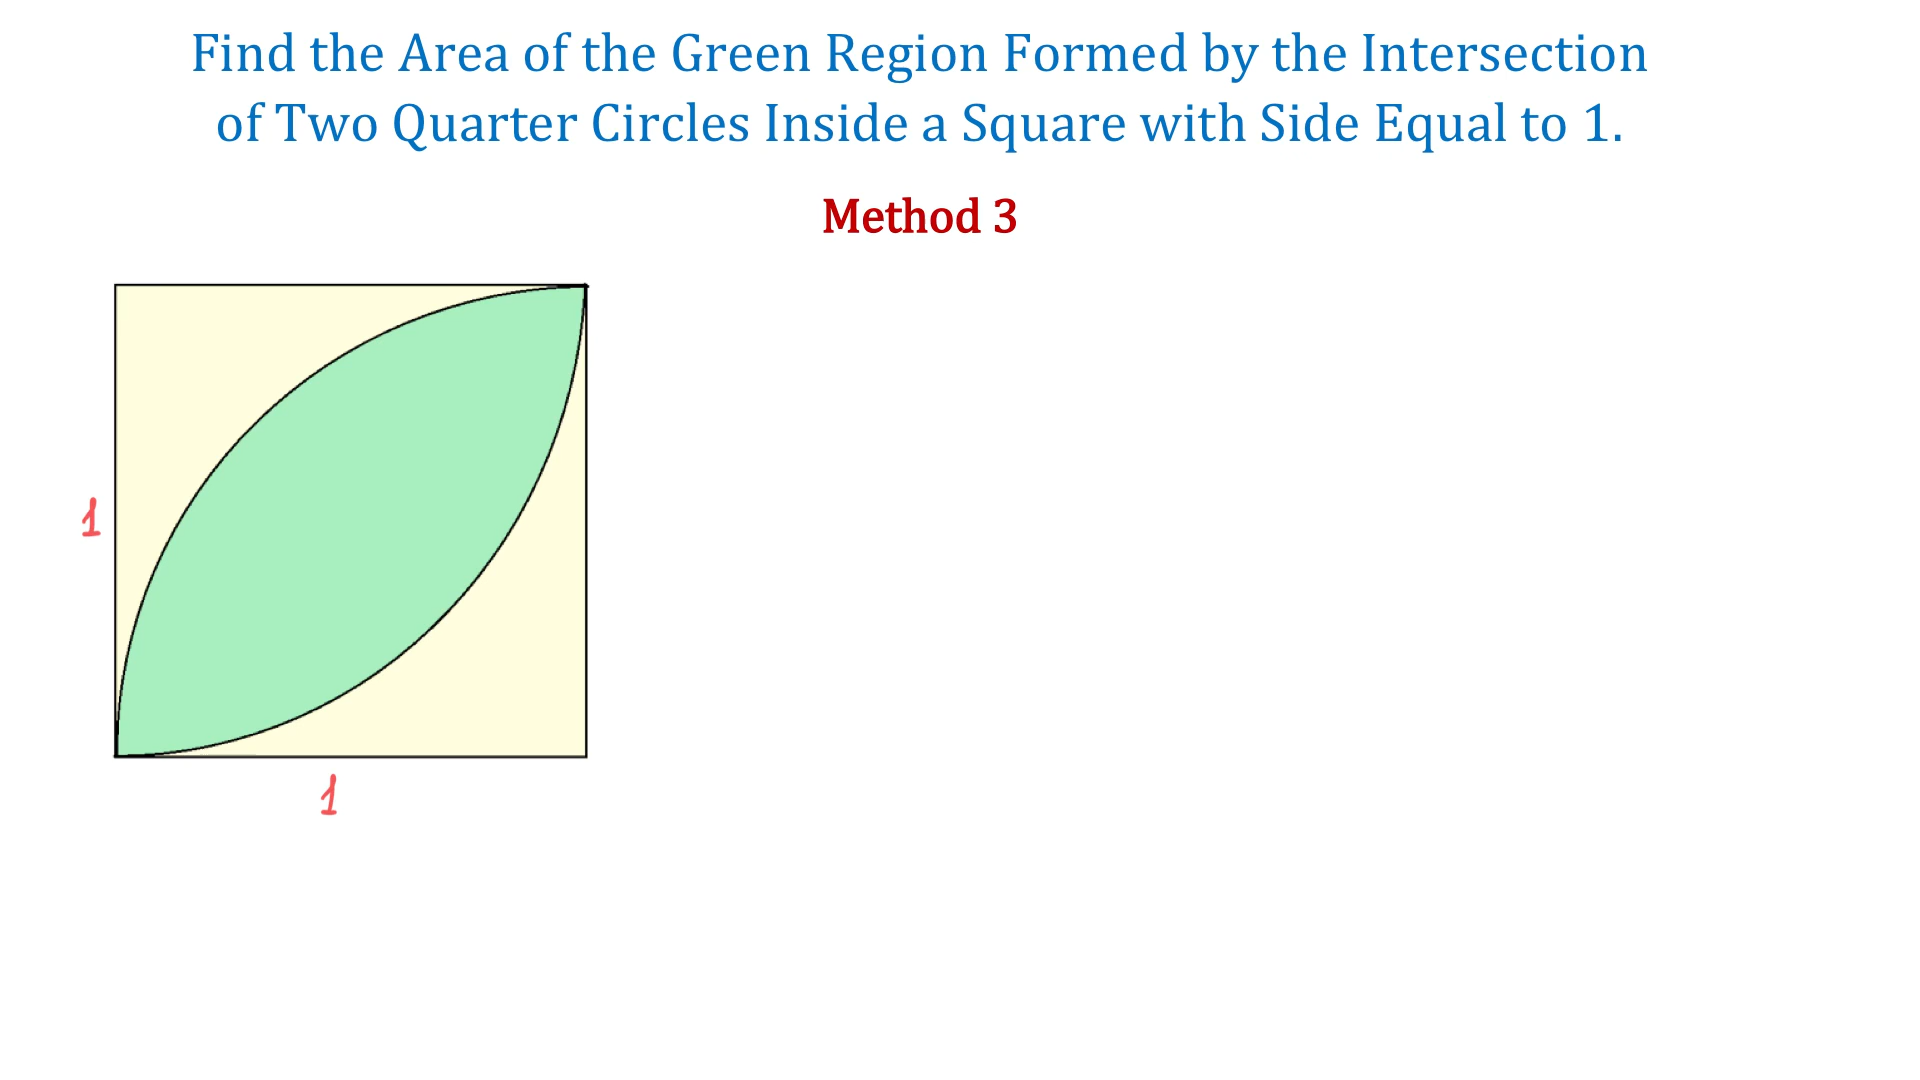 Find the Area of the Green Region Formed by the Intersection
of Two Quarter Circles Inside a Square with Side Equal to 1.
Method 3
1
1